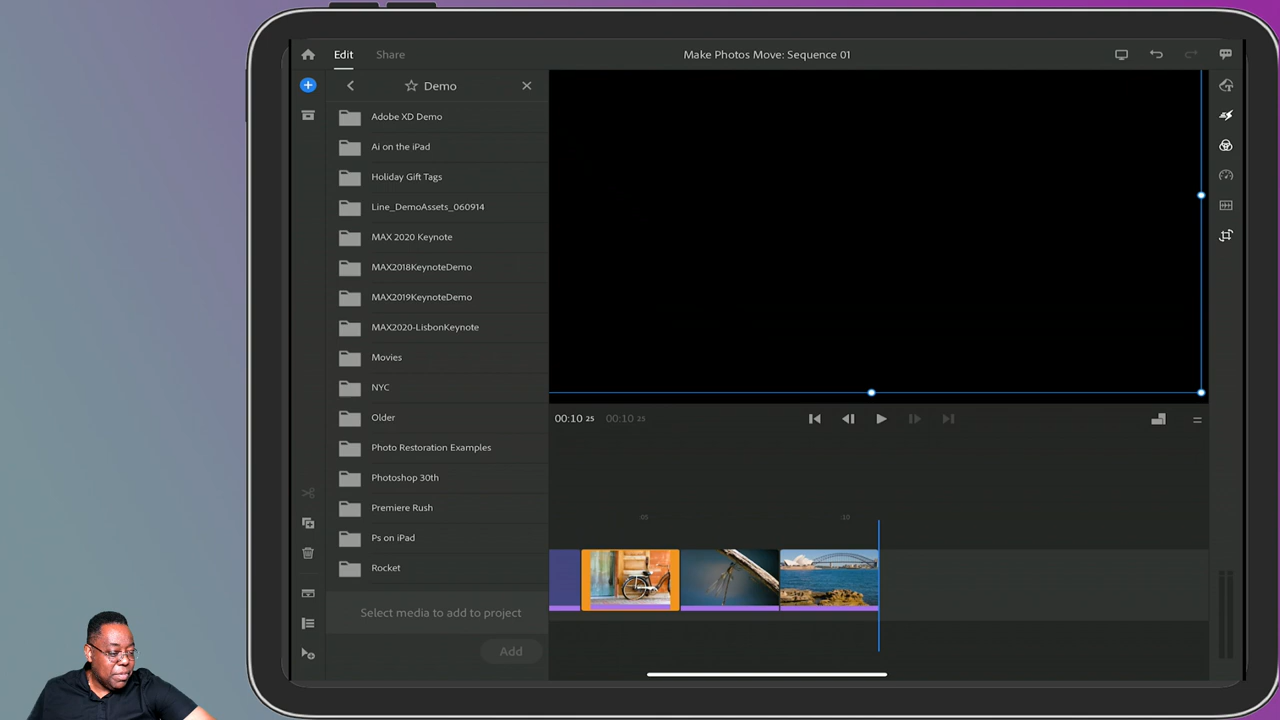 Edit
Share
Make Photos Move: Sequence 01
Demo
Adobe XD Demo
Ai on the iPad
Holiday Gift Tags
Line_DemoAssets_060914
MAX 2020 Keynote
MAX2018KeynoteDemo
MAX2019KeynoteDemo
MAX2020-LisbonKeynote
Movies
NYC
Older
Photo Restoration Examples
Photoshop 30th
Premiere Rush
Ps on iPad
Rocket
Select media to add to project
Add
00:10 25
00:10 25
:05
:10